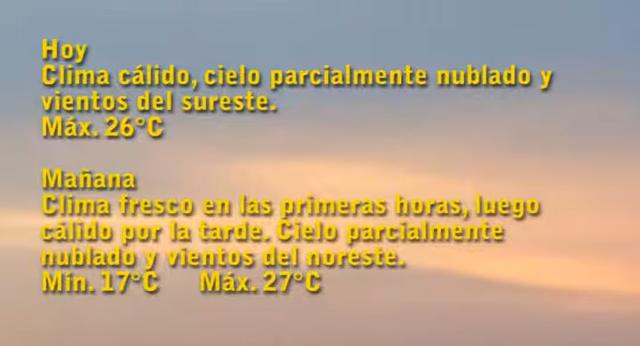 Hoy
Clima cálido, cielo parcialmente nublado y
vientos del sureste.
Máx. 26°C
Mañana
Clima fresco en las primeras horas, luego
cálido por la tarde. Cielo parcialmente
nublado y vientos del noreste.
Mín. 17°C Máx. 27°C